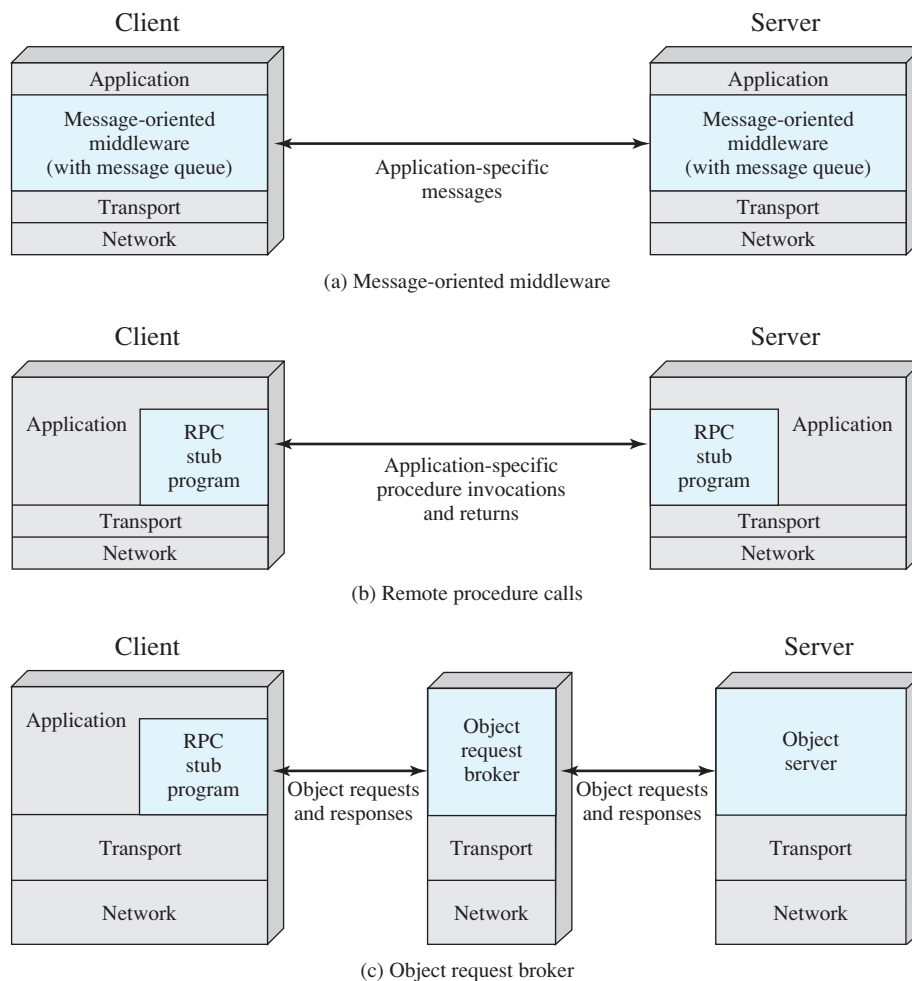 Client
Server
Application
Message-oriented
middleware
(with message queue)
Transport
Network
Application-specific
messages
Application
Message-oriented
middleware
(with message queue)
Transport
Network
(a) Message-oriented middleware
Client
Server
Application
RPC
stub
program
Transport
Network
Application-specific
procedure invocations
and returns
RPC
stub
program
Application
Transport
Network
(b) Remote procedure calls
Client
Server
Application
RPC
stub
program
Transport
Network
Object requests
and responses
Object
request
broker
Transport
Network
Object requests
and responses
Object
server
Transport
Network
(c) Object request broker